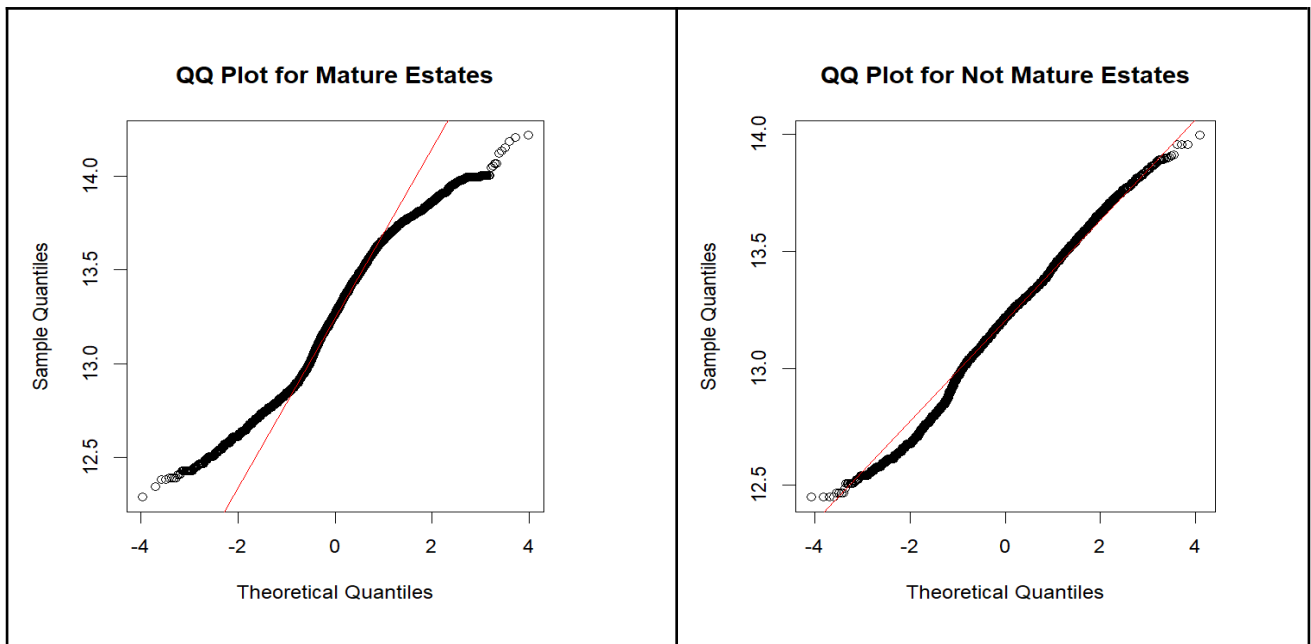 QQ Plot for Mature Estates
Sample Quantiles
14.0
13.5
13.0
12.5
-4 -2 0 2 4
Theoretical Quantiles
QQ Plot for Not Mature Estates
Sample Quantiles
14.0
13.5
13.0
12.5
-4 -2 0 2 4
Theoretical Quantiles